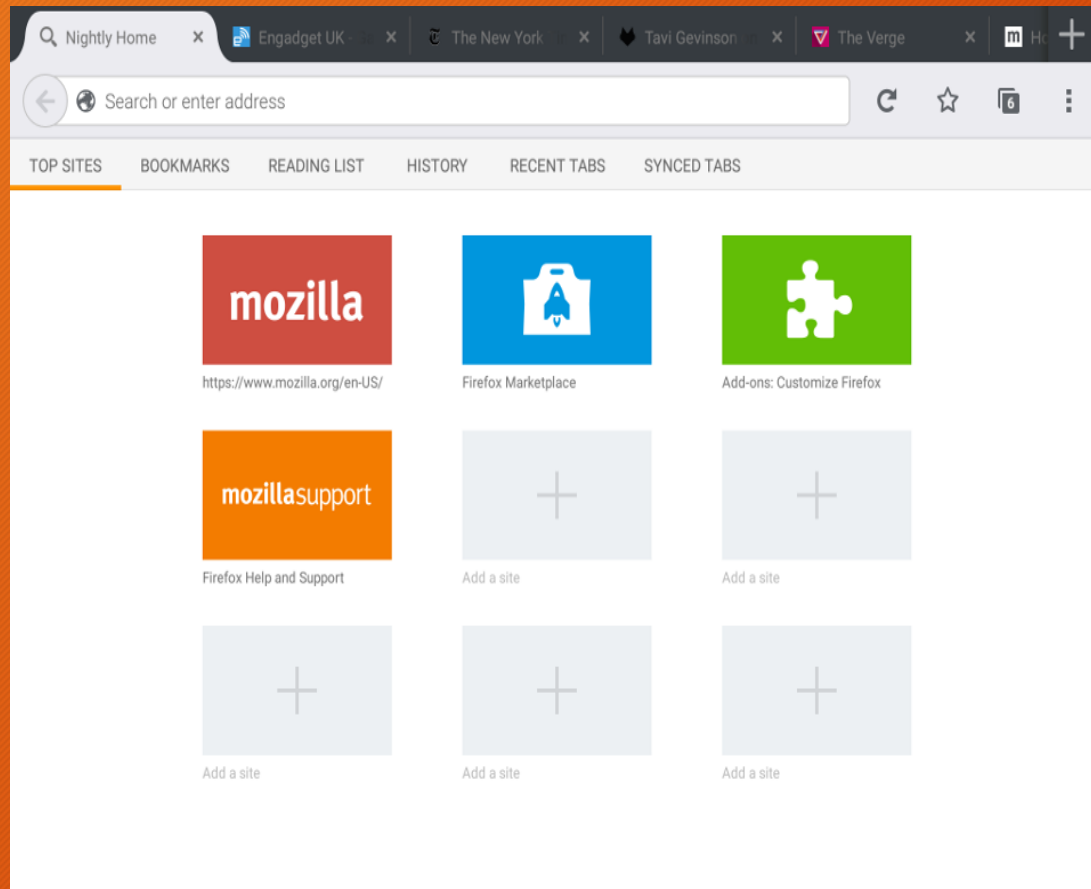 Nightly Home
Engadget UK -
The New York
Tavi Gevinson
The Verge
m
Search or enter address
6
TOP SITES BOOKMARKS READING LIST HISTORY RECENT TABS SYNCED TABS
mozilla
https://www.mozilla.org/en-US/
Firefox Marketplace
Add-ons: Customize Firefox
mozillasupport
Firefox Help and Support
Add a site
Add a site
Add a site
Add a site
Add a site